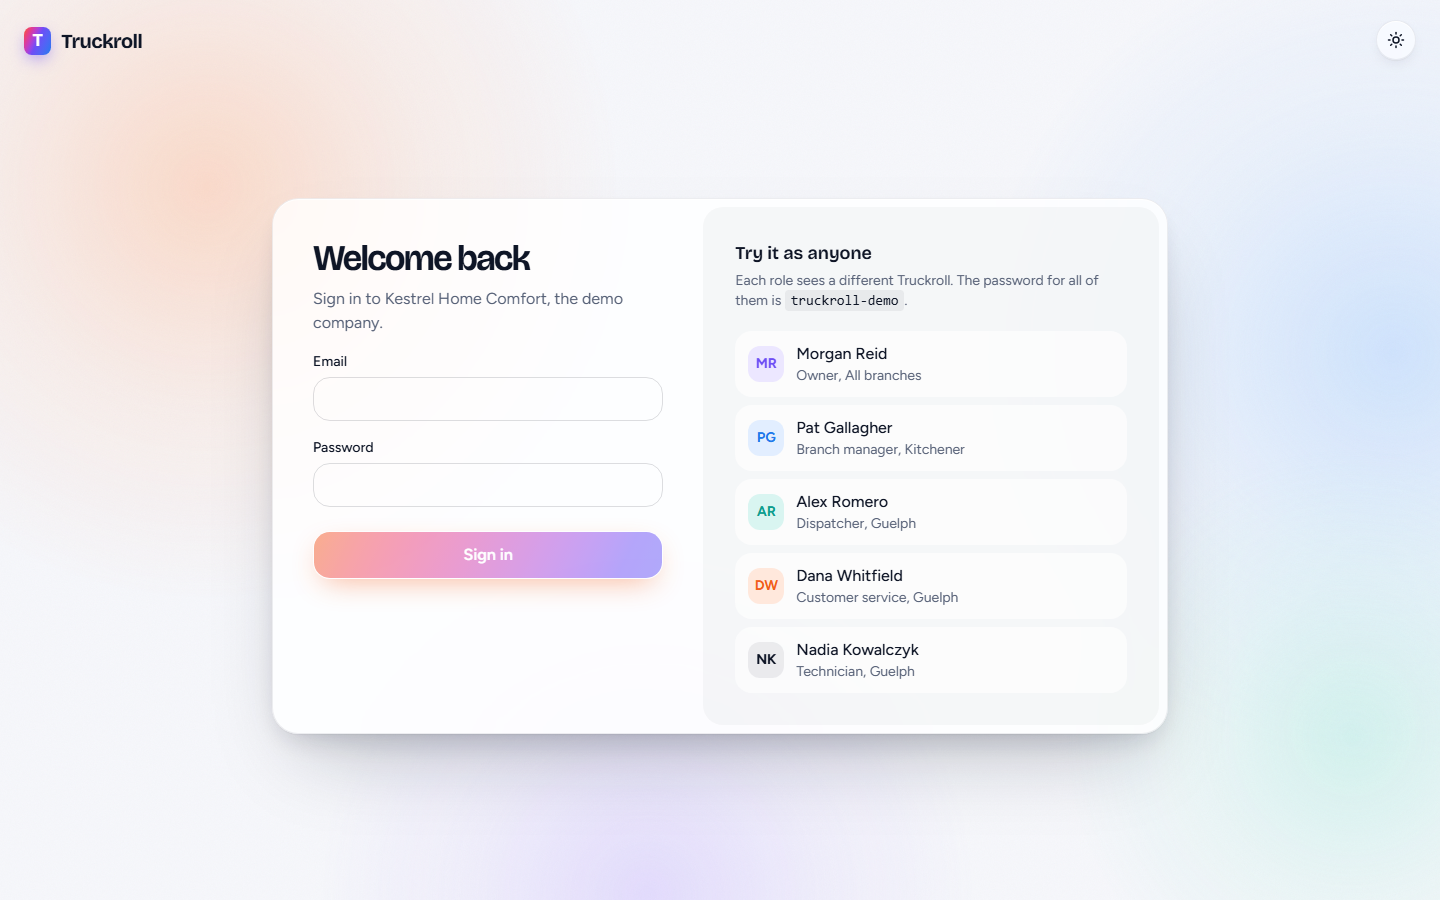 T Truckroll
Welcome back
Sign in to Kestrel Home Comfort, the demo
company.
Email
Password
Sign in
Try it as anyone
Each role sees a different Truckroll. The password for all of
them is truckroll-demo.
MR
Morgan Reid
Owner, All branches
PG
Pat Gallagher
Branch manager, Kitchener
AR
Alex Romero
Dispatcher, Guelph
DW
Dana Whitfield
Customer service, Guelph
NK
Nadia Kowalczyk
Technician, Guelph